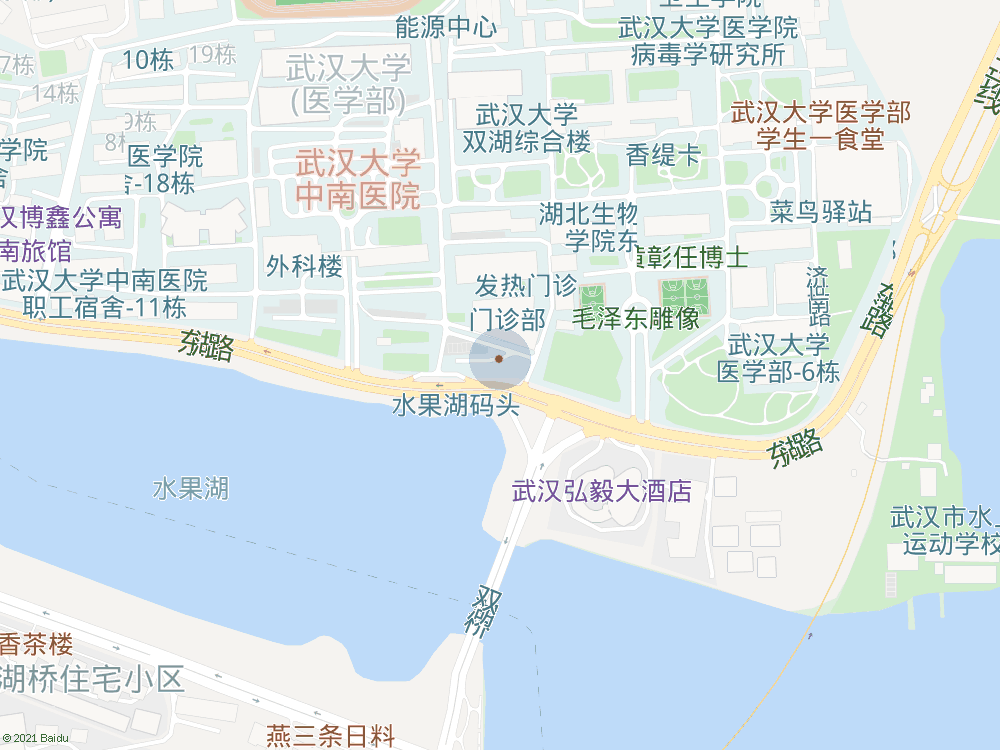 能源中心
武汉大学医学院
病毒学研究所
19栋
10栋
7栋
14栋
武汉大学
(医学部)
武汉大学
双湖综合楼
武汉大学医学部
学生一食堂
香缇卡
学院
医学院
舍-18栋
武汉大学
中南医院
汉博鑫公寓
南旅馆
湖北生物
学院东
菜鸟驿站
武汉大学中南医院
职工宿舍-11栋
外科楼
黄彰任博士
发热门诊
门诊部
毛泽东雕像
东湖路
武汉大学
医学部-6栋
水果湖码头
东湖路
水果湖
武汉弘毅大酒店
武汉市水上
运动学校
双湖桥
香茶楼
湖桥住宅小区
燕三条日料
© 2021 Baidu